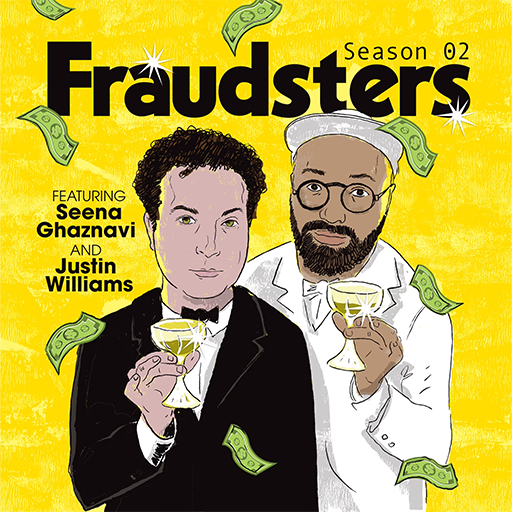 Season 02
Fraudsters
FEATURING
Seena
Ghaznavi
AND
Justin
Williams